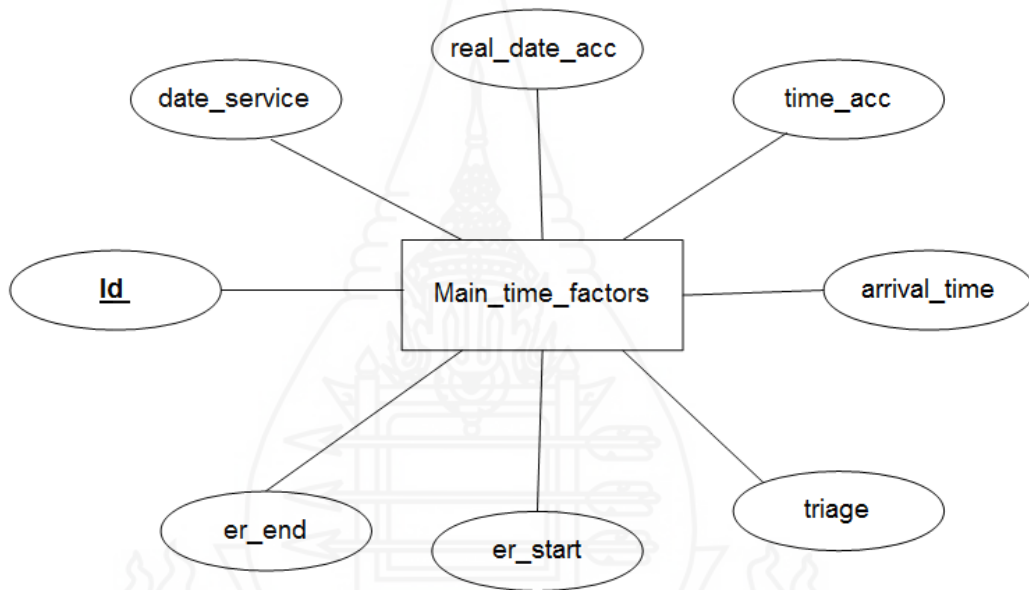 real_date_acc
date_service
time_acc
Id
Main_time_factors
arrival_time
er_end
er_start
triage